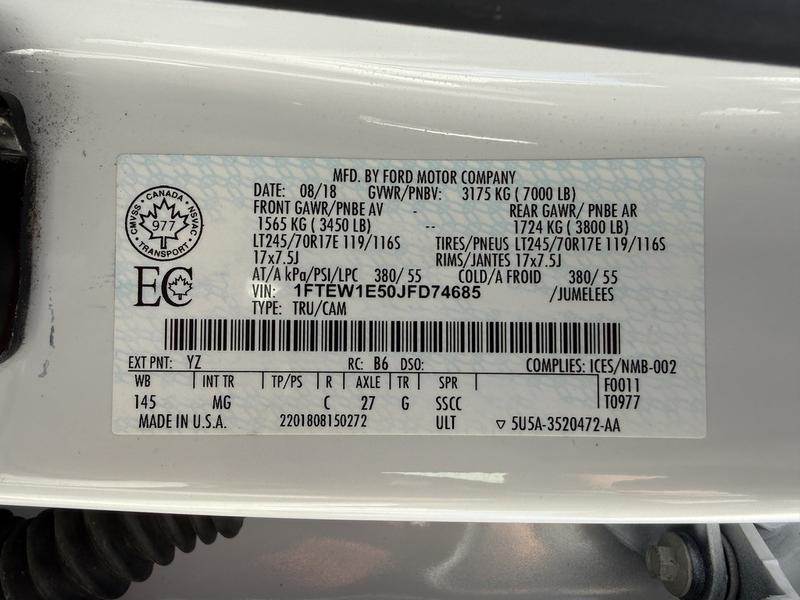 MFD. BY FORD MOTOR COMPANY
DATE: 08/18 GVWR/PNBV: 3175 KG ( 7000 LB)
FRONT GAWR/PNBE AV - REAR GAWR/ PNBE AR
1565 KG ( 3450 LB) -- 1724 KG ( 3800 LB)
LT245/70R17E 119/116S TIRES/PNEUS LT245/70R17E 119/116S
17x7.5J RIMS/JANTES 17x7.5J
AT/A kPa/PSI/LPC 380/ 55 COLD/A FROID 380/ 55
VIN: 1FTEW1E50JFD74685 /JUMELEES
TYPE: TRU/CAM
CANADA
CMVSS NSVAC
977
TRANSPORT
EC
EXT PNT: YZ RC: B6 DSO: COMPLIES: ICES/NMB-002
WB INT TR TP/PS R AXLE TR SPR F0011
145 MG C 27 G SSCC T0977
MADE IN U.S.A. 2201808150272 ULT ▽ 5U5A-3520472-AA